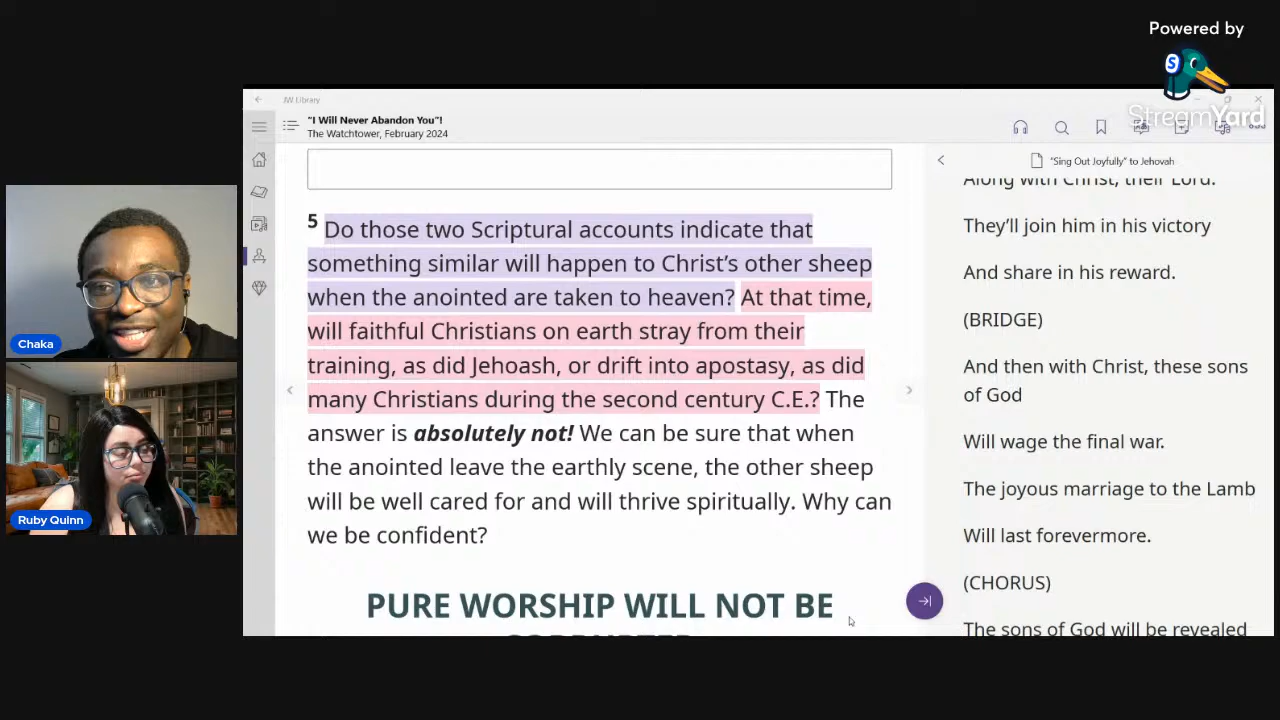 Powered by
StreamYard
JW Library
"I Will Never Abandon You"!
The Watchtower, February 2024
"Sing Out Joyfully" to Jehovah
5 Do those two Scriptural accounts indicate that
something similar will happen to Christ's other sheep
when the anointed are taken to heaven? At that time,
will faithful Christians on earth stray from their
training, as did Jehoash, or drift into apostasy, as did
many Christians during the second century C.E.? The
answer is absolutely not! We can be sure that when
the anointed leave the earthly scene, the other sheep
will be well cared for and will thrive spiritually. Why can
we be confident?
PURE WORSHIP WILL NOT BE
CORRUPTED
Along with Christ, their Lord.
They'll join him in his victory
And share in his reward.
(BRIDGE)
And then with Christ, these sons
of God
Will wage the final war.
The joyous marriage to the Lamb
Will last forevermore.
(CHORUS)
The sons of God will be revealed
Chaka
Ruby Quinn
S